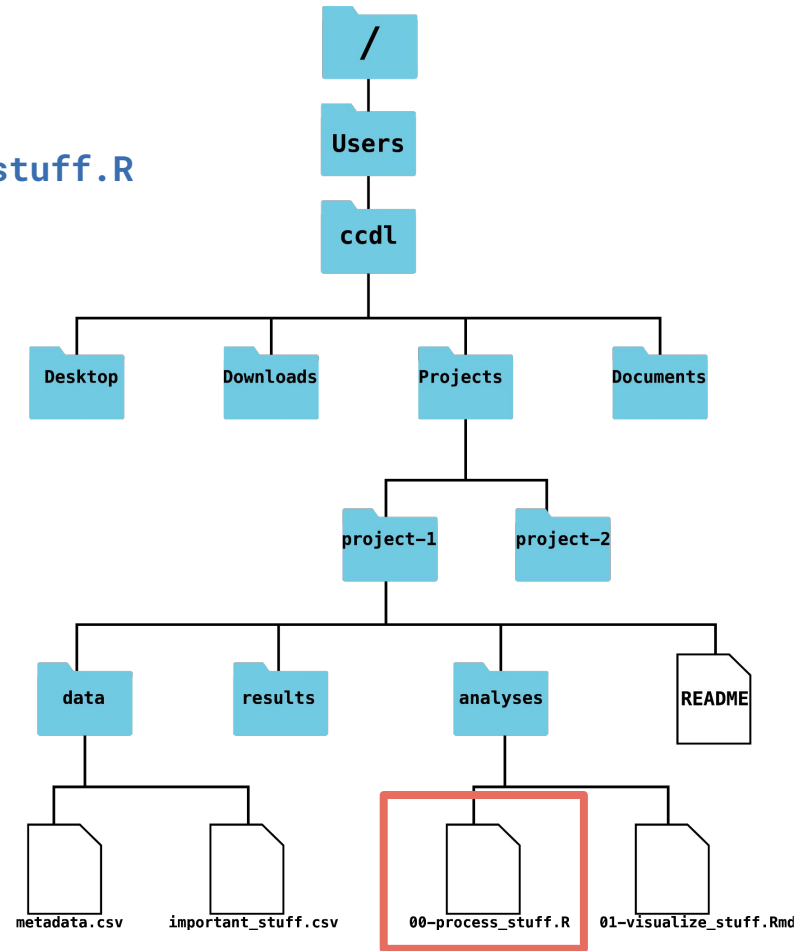 /
Users
stuff.R
ccdl
Desktop Downloads Projects Documents
project-1 project-2
data results analyses README
metadata.csv important_stuff.csv 00-process_stuff.R 01-visualize_stuff.Rmd